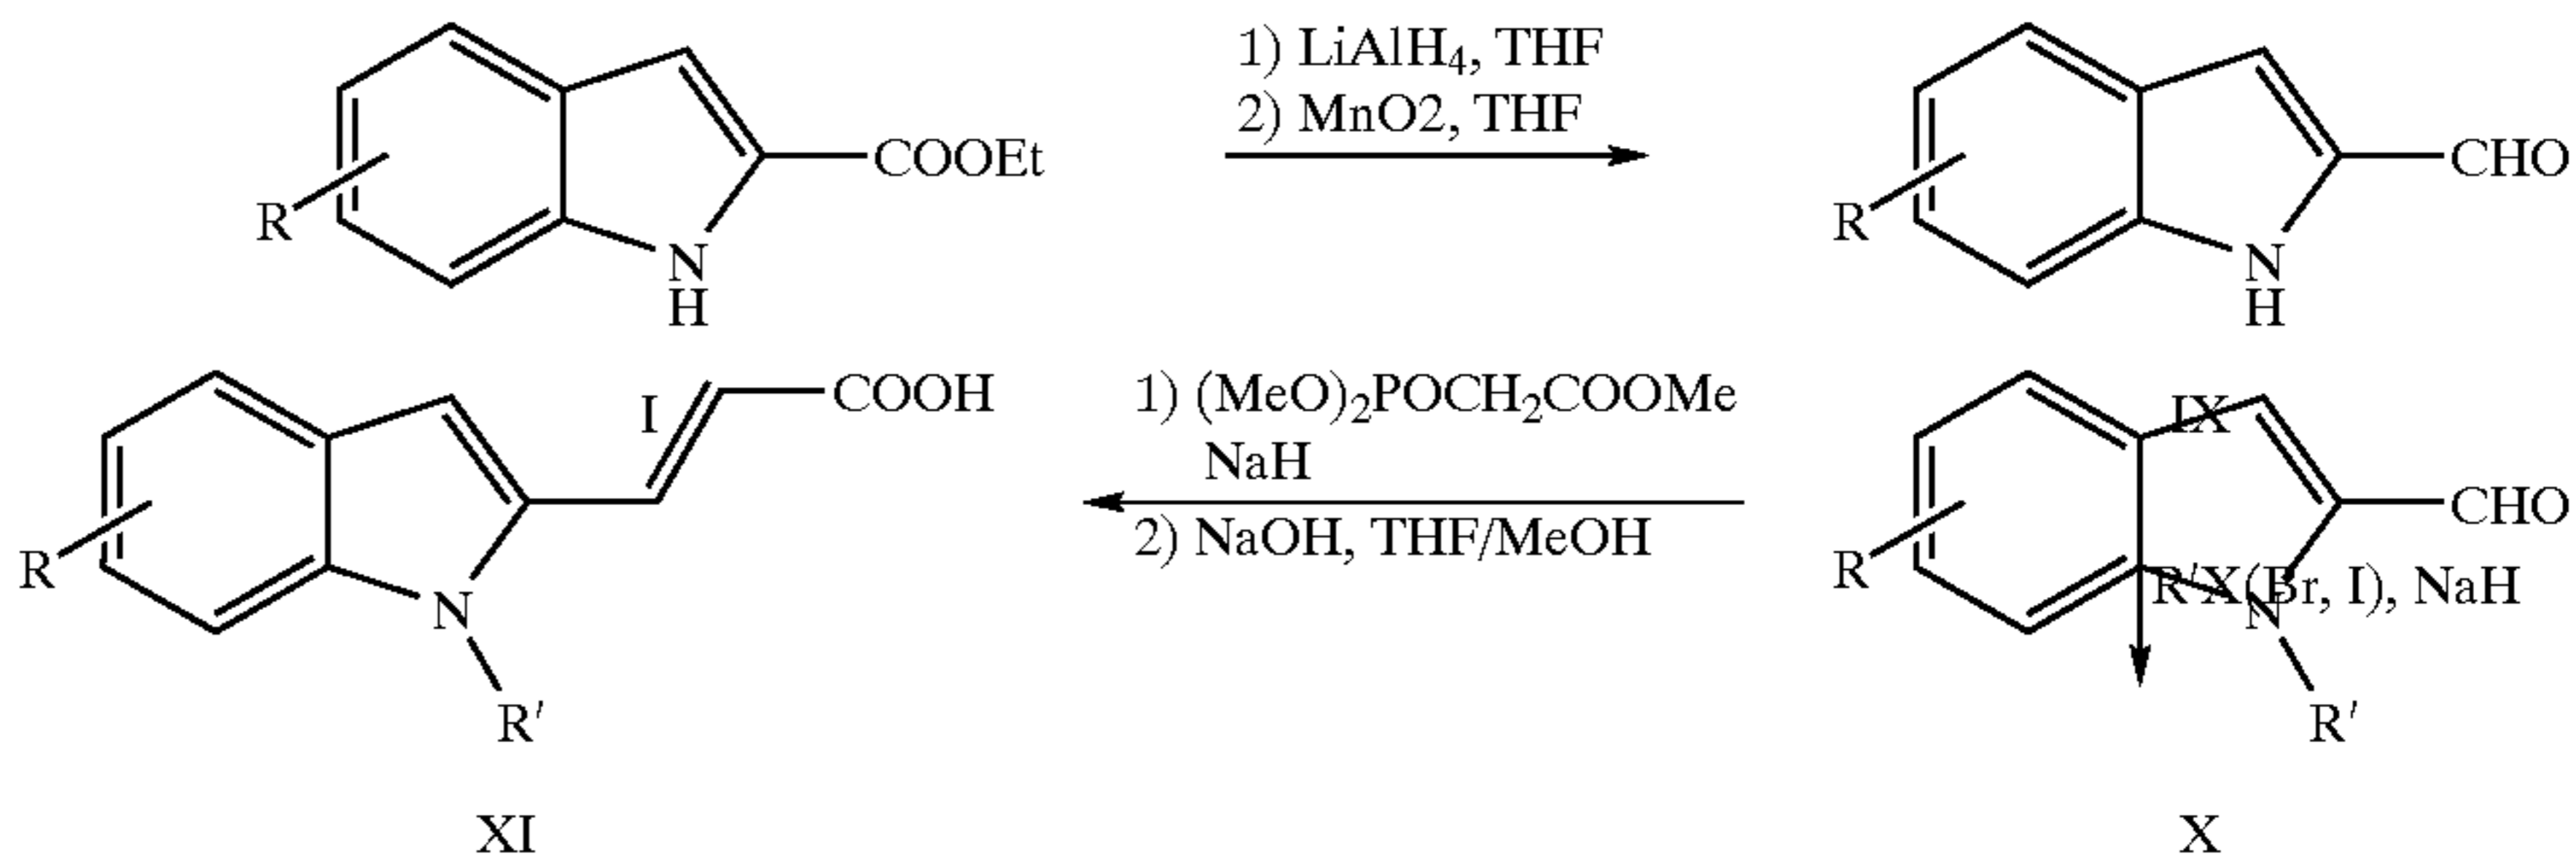 1) LiAlH4, THF
2) MnO2, THF
COOEt
CHO
R
R
N
H
N
H
I
COOH
1) (MeO)2POCH2COOMe
NaH
IX
CHO
2) NaOH, THF/MeOH
R
R
R'X(Br, I), NaH
N
N
R'
R'
XI
X